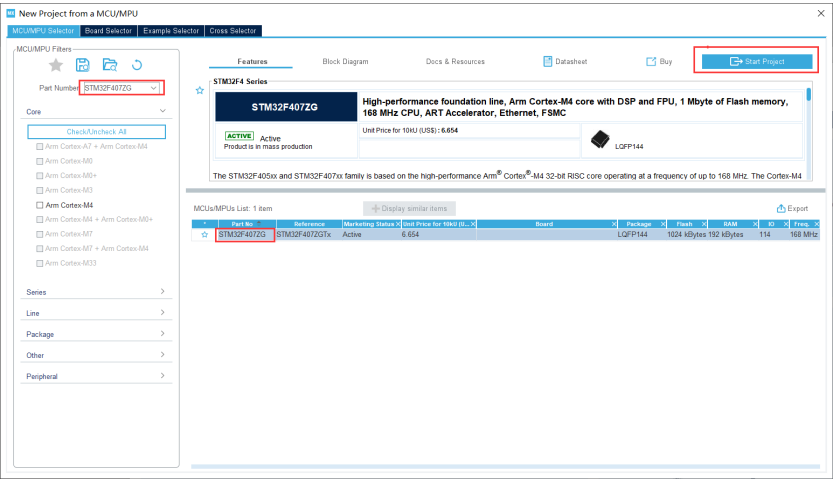 MX New Project from a MCU/MPU
MCU/MPU Selector Board Selector Example Selector Cross Selector
MCU/MPU Filters
Part Number STM32F407ZG
Core
Check/Uncheck All
Arm Cortex-A7 + Arm Cortex-M4
Arm Cortex-M0
Arm Cortex-M0+
Arm Cortex-M3
Arm Cortex-M4
Arm Cortex-M4 + Arm Cortex-M0+
Arm Cortex-M7
Arm Cortex-M7 + Arm Cortex-M4
Arm Cortex-M33
Series
Line
Package
Other
Peripheral
Features Block Diagram Docs & Resources Datasheet Buy Start Project
STM32F4 Series
STM32F407ZG
High-performance foundation line, Arm Cortex-M4 core with DSP and FPU, 1 Mbyte of Flash memory,
168 MHz CPU, ART Accelerator, Ethernet, FSMC
ACTIVE Active
Product is in mass production
Unit Price for 10kU (US$) : 6.654
LQFP144
The STM32F405xx and STM32F407xx family is based on the high-performance Arm® Cortex®-M4 32-bit RISC core operating at a frequency of up to 168 MHz. The Cortex-M4
MCUs/MPUs List: 1 item Display similar items Export
* Part No Reference Marketing Status X Unit Price for 10kU (U... X Board X Package X Flash X RAM X IO X Freq. X
STM32F407ZG STM32F407ZGTx Active 6.654 LQFP144 1024 kBytes 192 kBytes 114 168 MHz